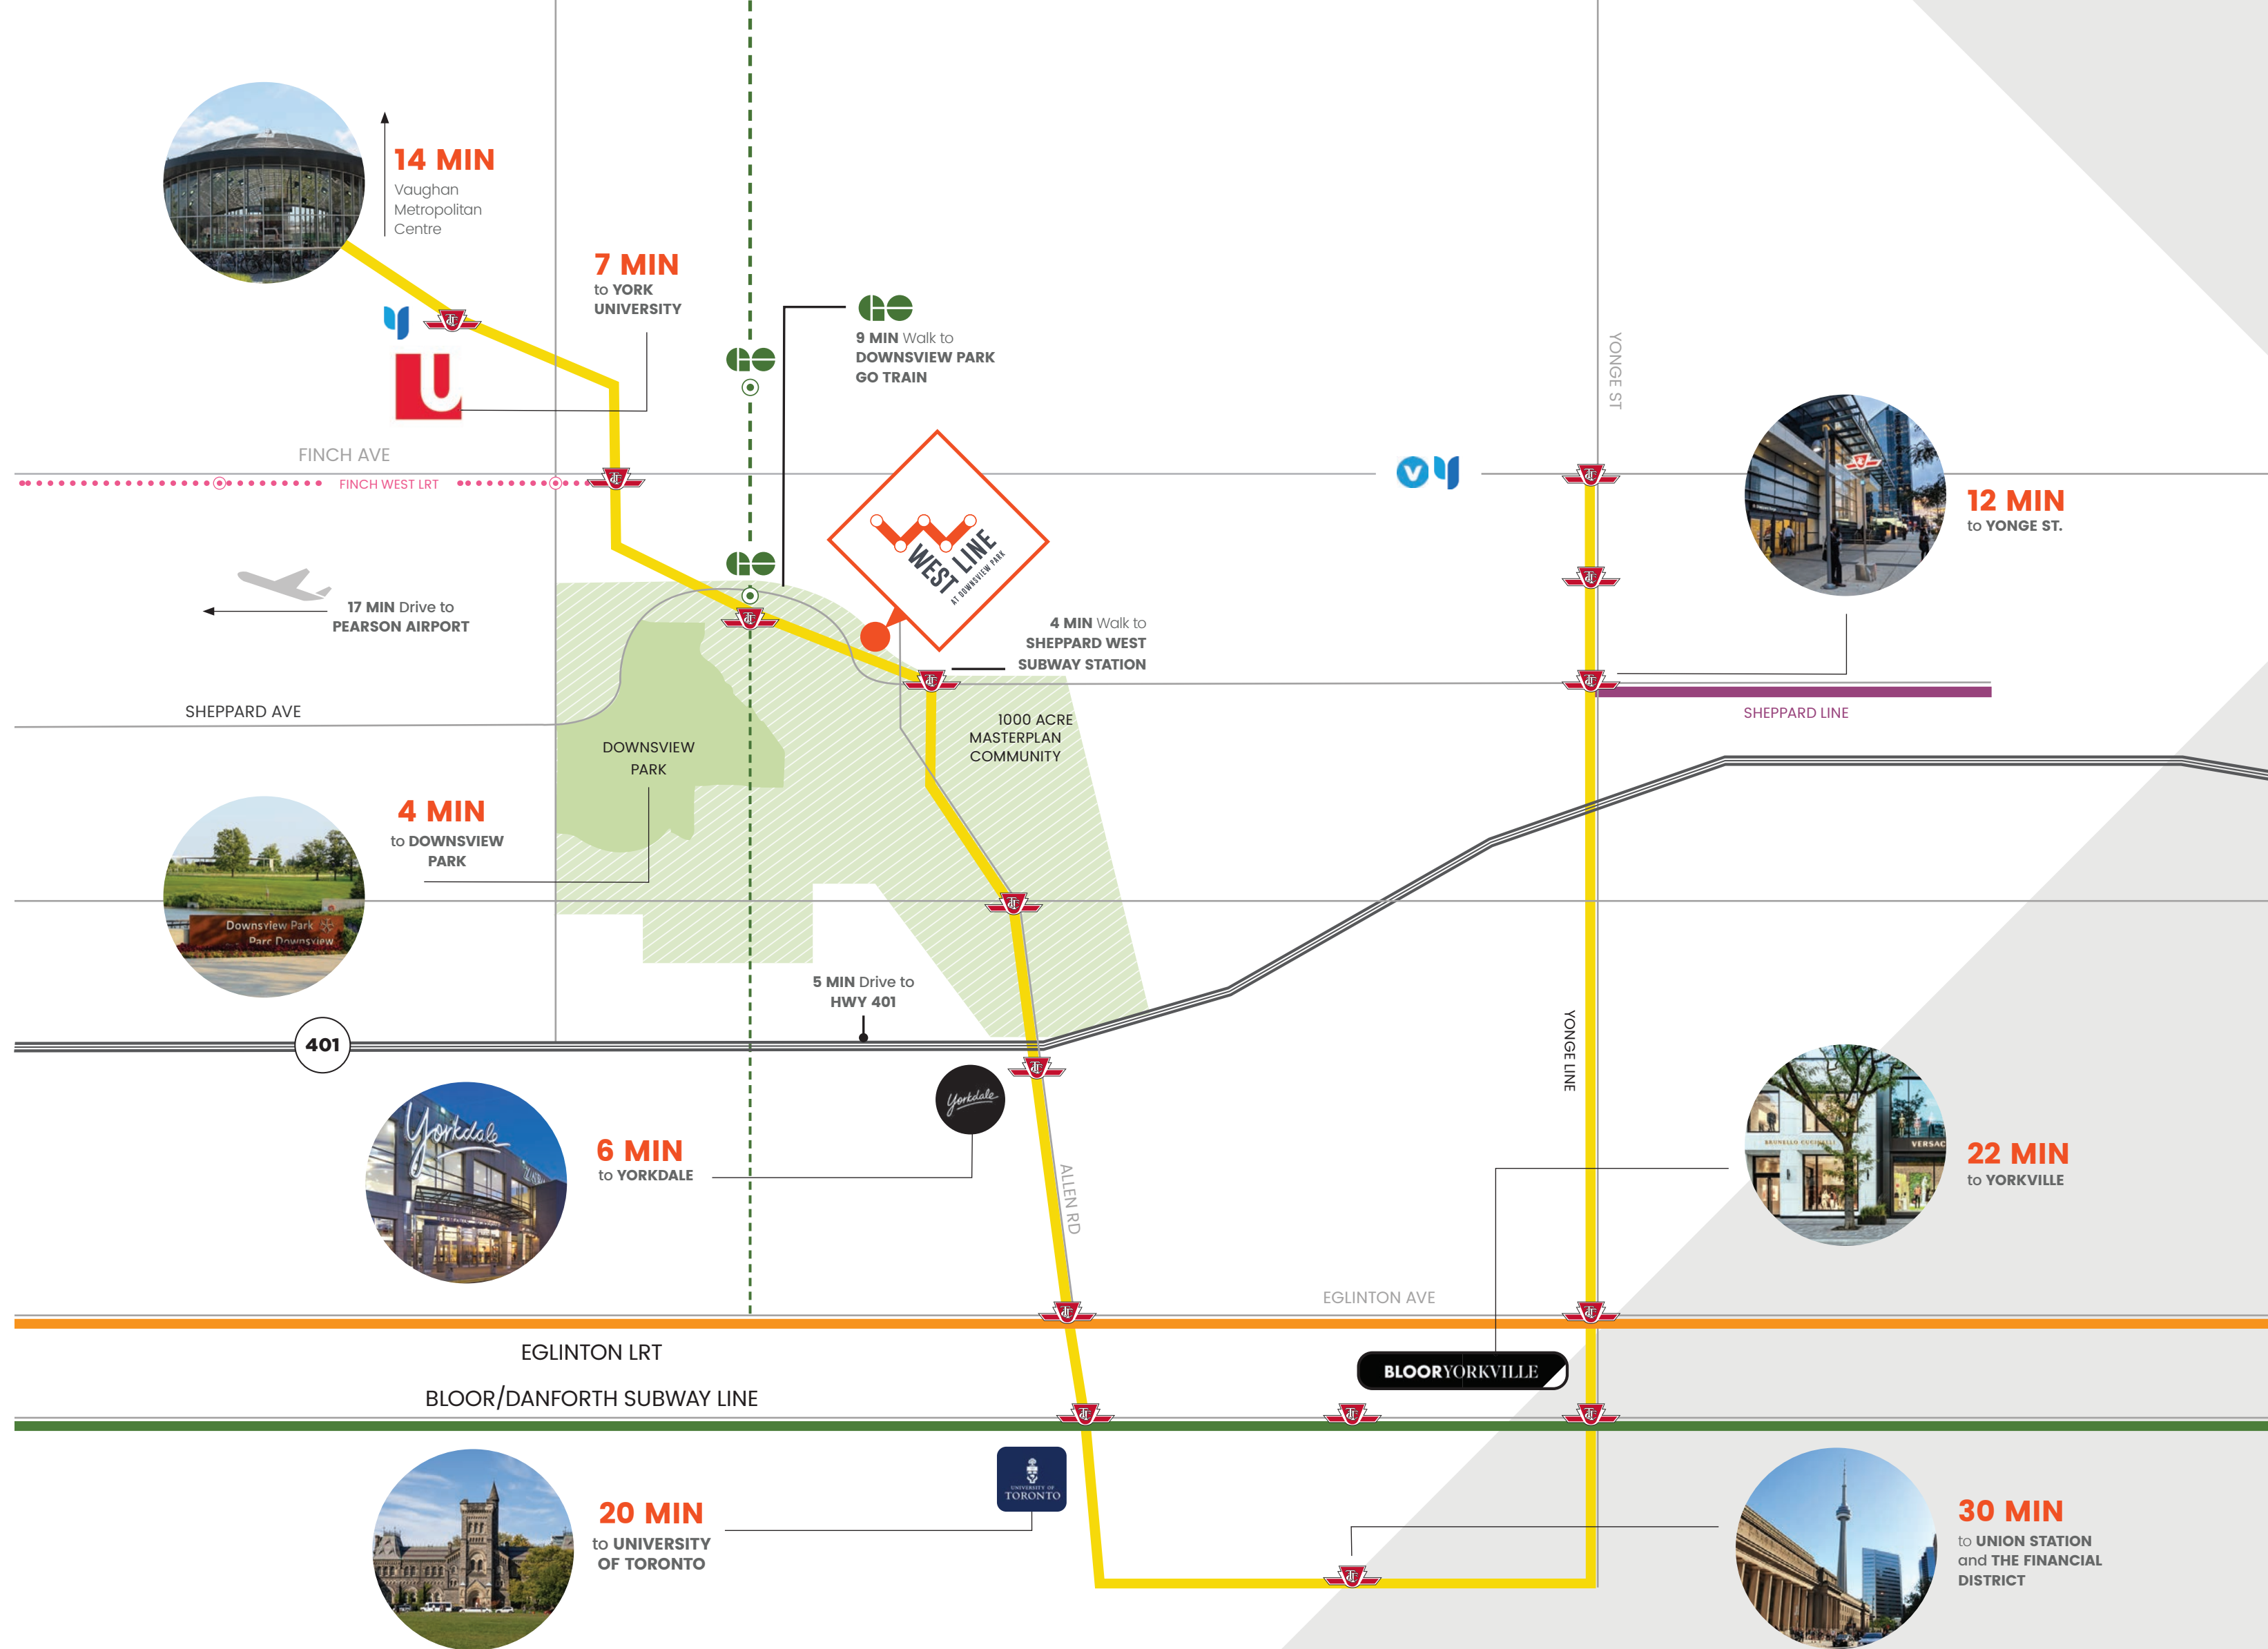 14 MIN
Vaughan
Metropolitan
Centre
7 MIN
to YORK
UNIVERSITY
GO
9 MIN Walk to
DOWNSVIEW PARK
GO TRAIN
GO
U
YONGE ST
FINCH AVE
FINCH WEST LRT
V
12 MIN
to YONGE ST.
WEST LINE
AT DOWNSVIEW PARK
GO
17 MIN Drive to
PEARSON AIRPORT
4 MIN Walk to
SHEPPARD WEST
SUBWAY STATION
SHEPPARD AVE
SHEPPARD LINE
1000 ACRE
MASTERPLAN
COMMUNITY
DOWNSVIEW
PARK
4 MIN
to DOWNSVIEW
PARK
Downsview Park
Parc Downsview
5 MIN Drive to
HWY 401
401
YONGE LINE
Yorkdale
Yorkdale
6 MIN
to YORKDALE
ALLEN RD
BRUNELLO CUCINELLI
VERSAC
22 MIN
to YORKVILLE
EGLINTON AVE
EGLINTON LRT
BLOORYORKVILLE
BLOOR/DANFORTH SUBWAY LINE
UNIVERSITY OF
TORONTO
20 MIN
to UNIVERSITY
OF TORONTO
30 MIN
to UNION STATION
and THE FINANCIAL
DISTRICT